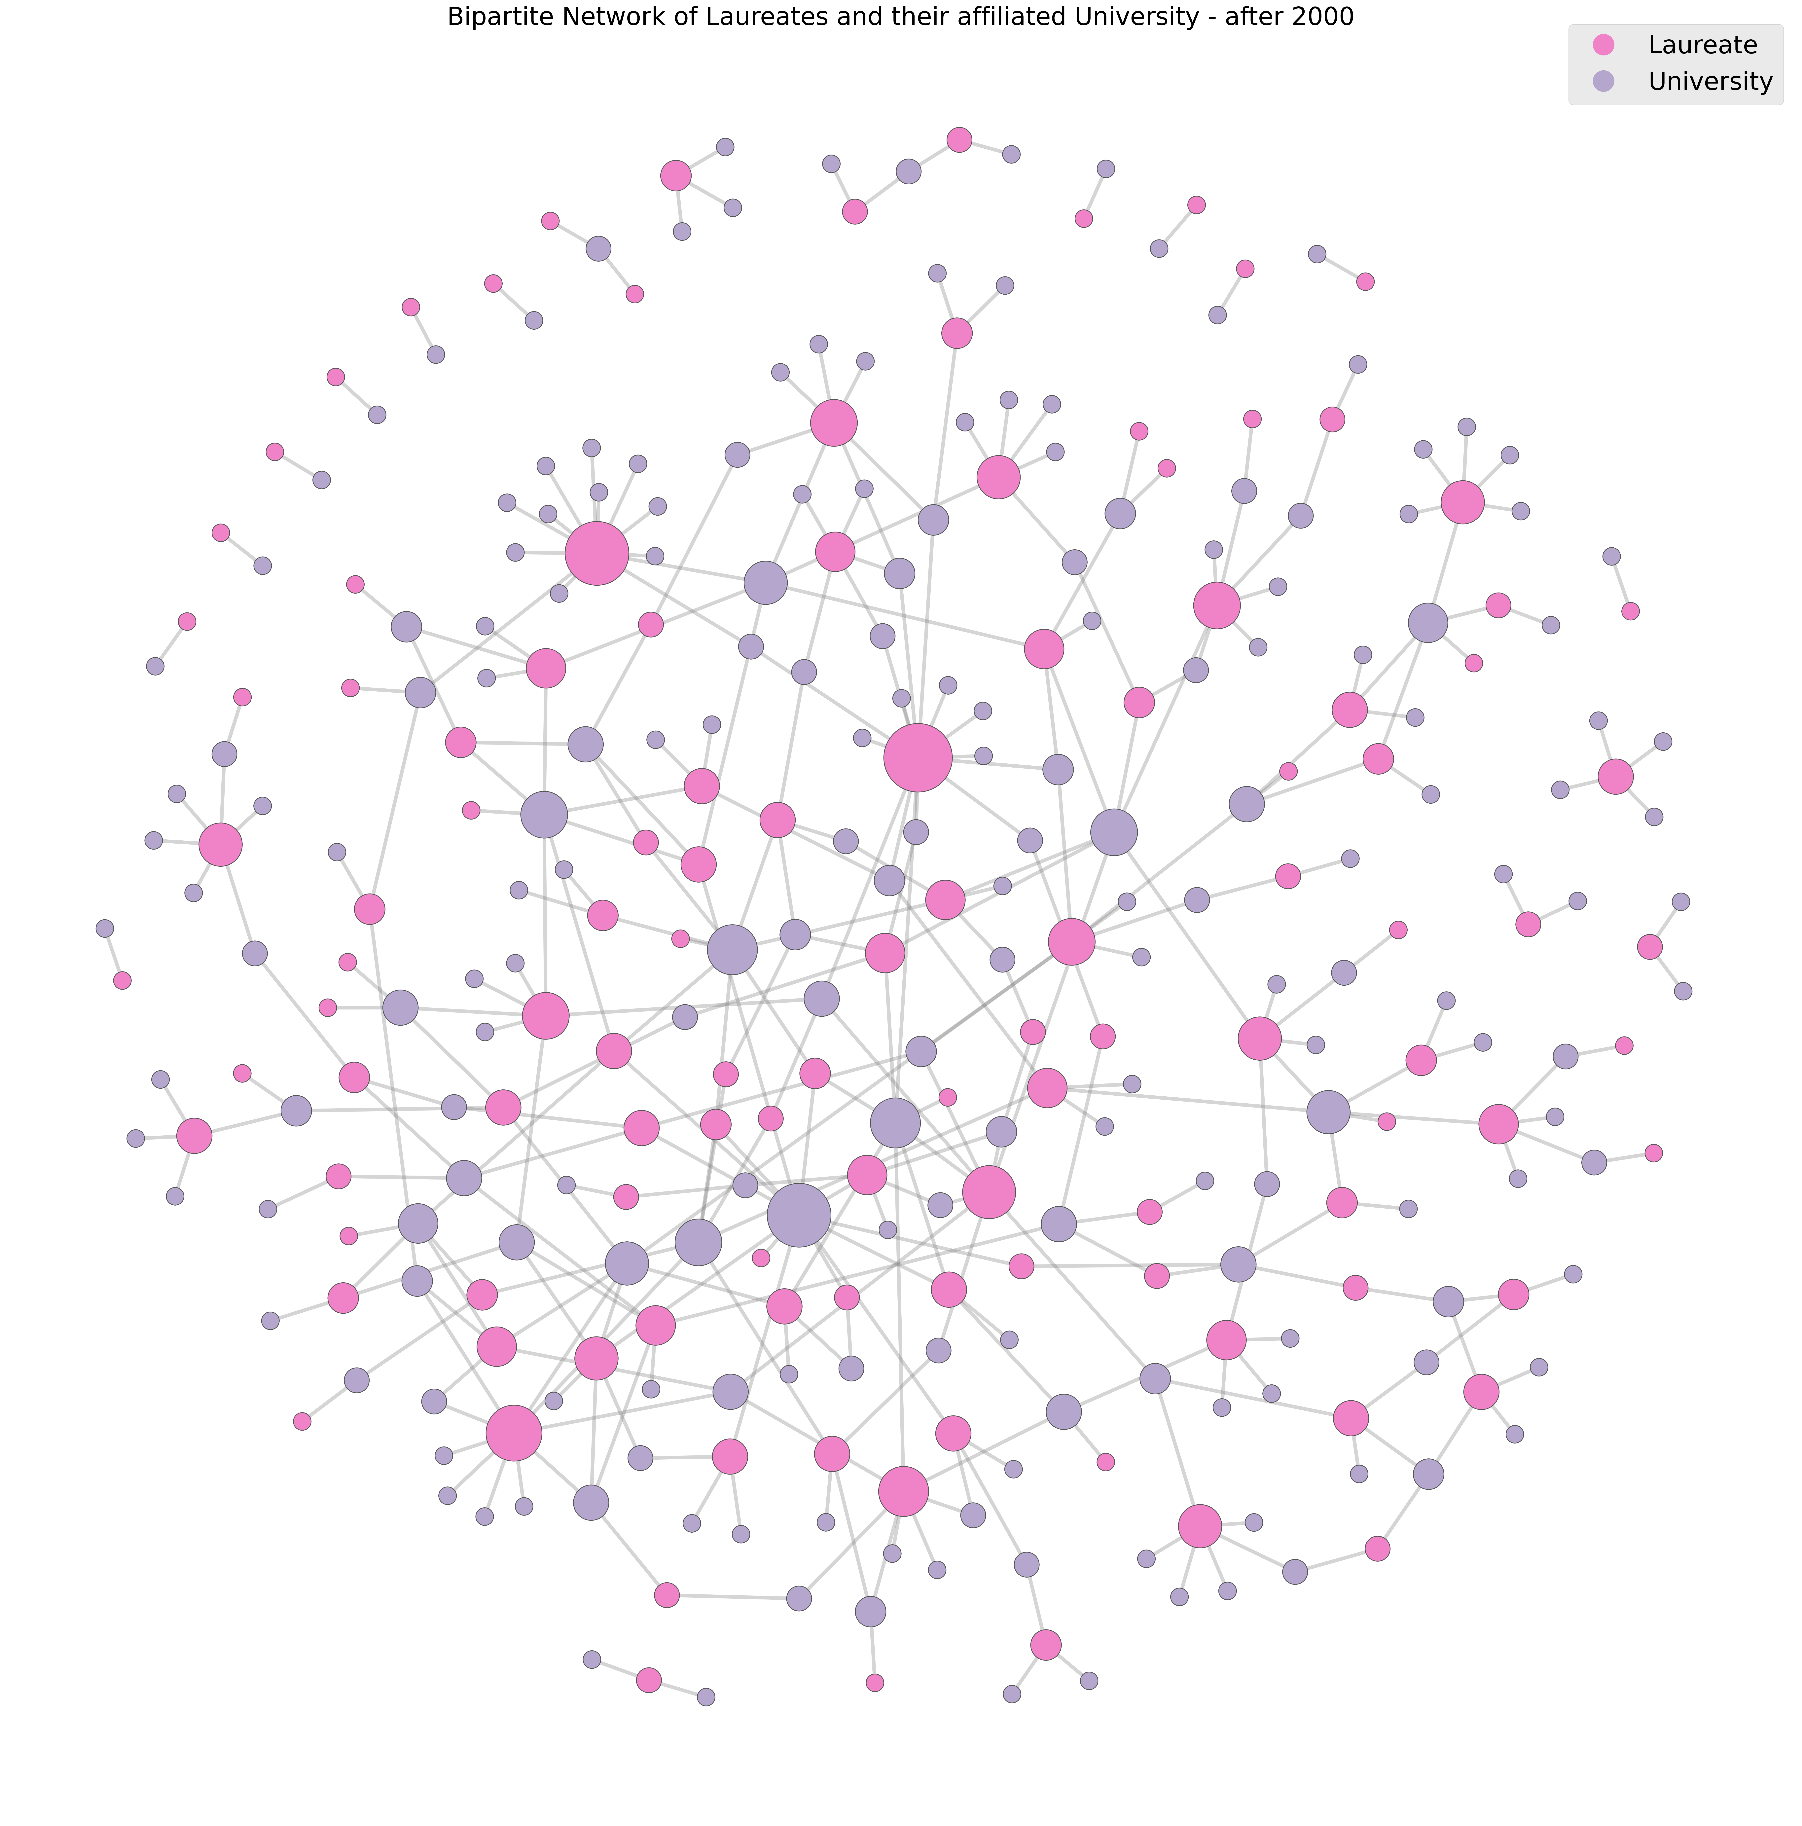 Bipartite Network of Laureates and their affiliated University - after 2000
Laureate
University